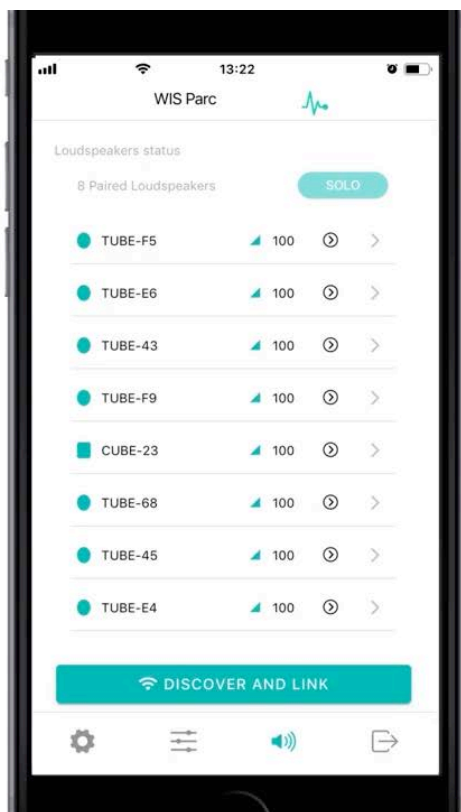 13:22
WIS Parc
Loudspeakers status
8 Paired Loudspeakers SOLO
TUBE-F5 100
TUBE-E6 100
TUBE-43 100
TUBE-F9 100
CUBE-23 100
TUBE-68 100
TUBE-45 100
TUBE-E4 100
DISCOVER AND LINK